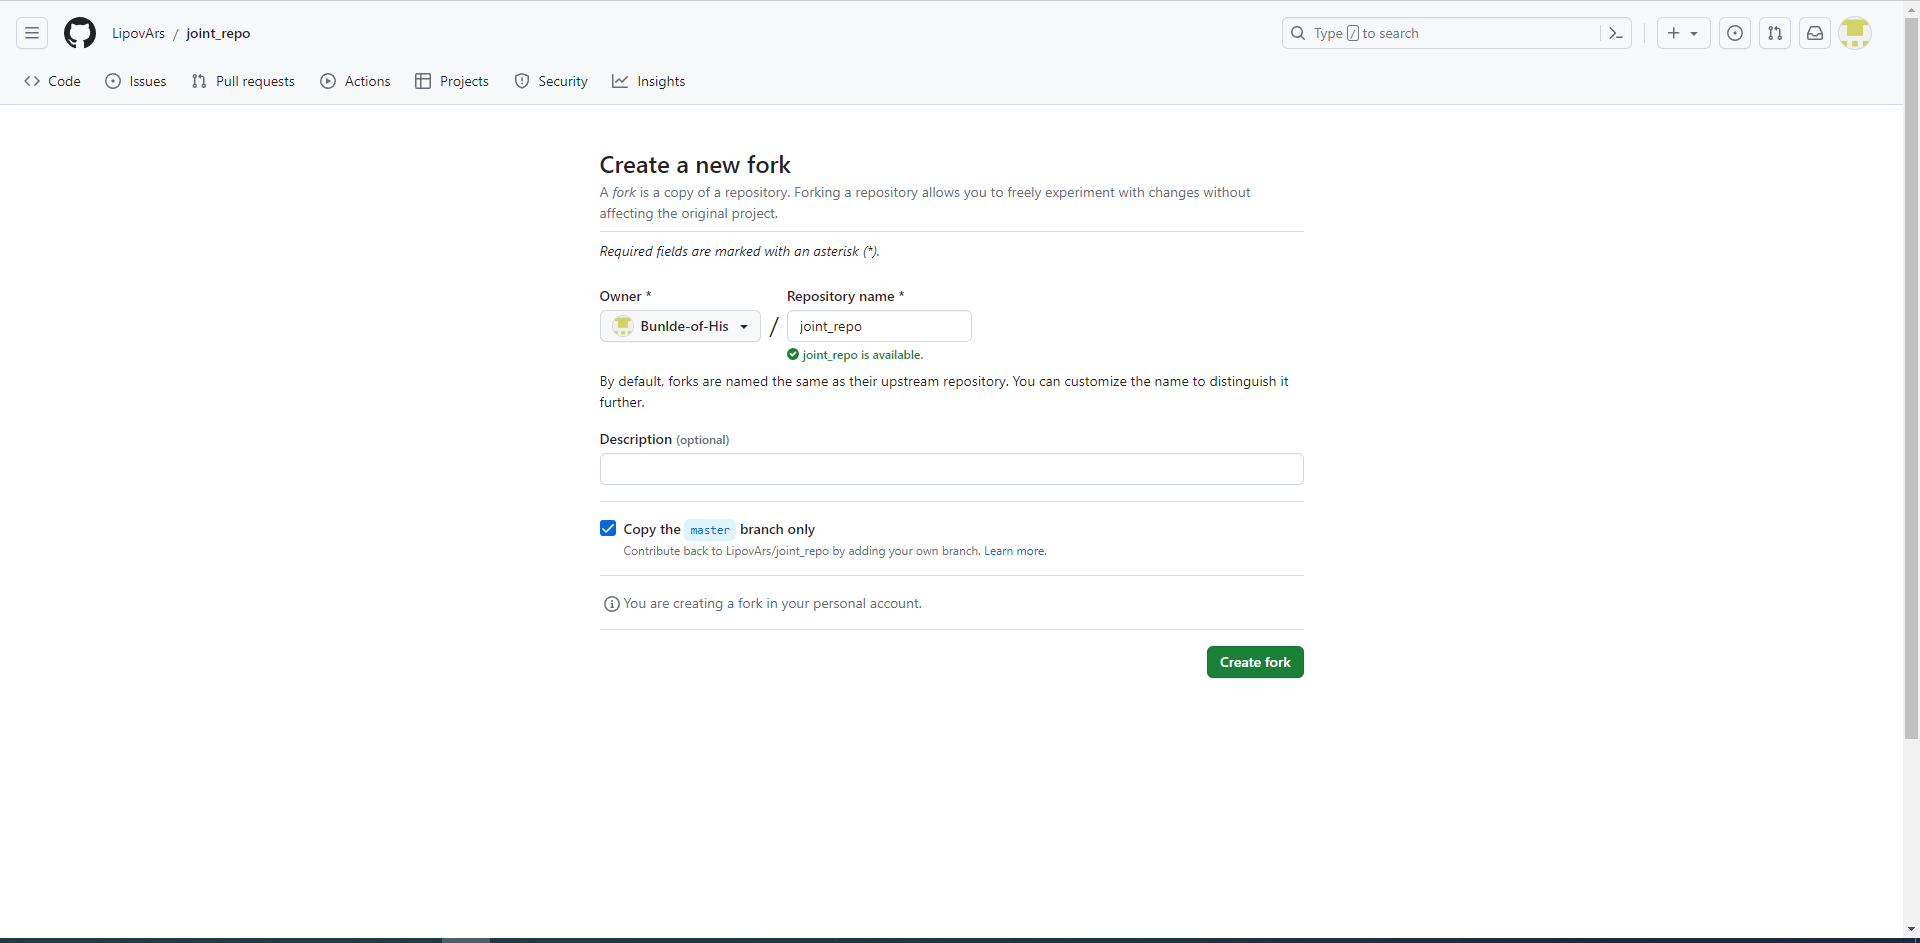 LipovArs / joint_repo
Type / to search
Code Issues Pull requests Actions Projects Security Insights
Create a new fork
A fork is a copy of a repository. Forking a repository allows you to freely experiment with changes without
affecting the original project.
Required fields are marked with an asterisk (*).
Owner * Repository name *
Bunlde-of-His / joint_repo
joint_repo is available.
By default, forks are named the same as their upstream repository. You can customize the name to distinguish it
further.
Description (optional)
Copy the master branch only
Contribute back to LipovArs/joint_repo by adding your own branch. Learn more.
You are creating a fork in your personal account.
Create fork